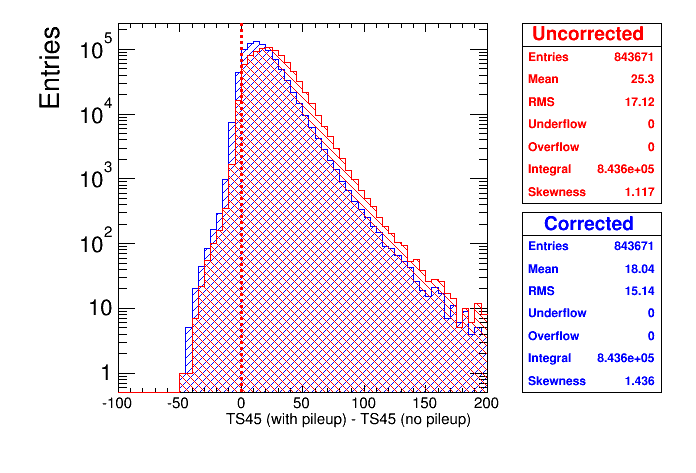 Entries
10^5
10^4
10^3
10^2
10
1
-100 -50 0 50 100 150 200
TS45 (with pileup) - TS45 (no pileup)
Uncorrected
Entries 843671
Mean 25.3
RMS 17.12
Underflow 0
Overflow 0
Integral 8.436e+05
Skewness 1.117
Corrected
Entries 843671
Mean 18.04
RMS 15.14
Underflow 0
Overflow 0
Integral 8.436e+05
Skewness 1.436